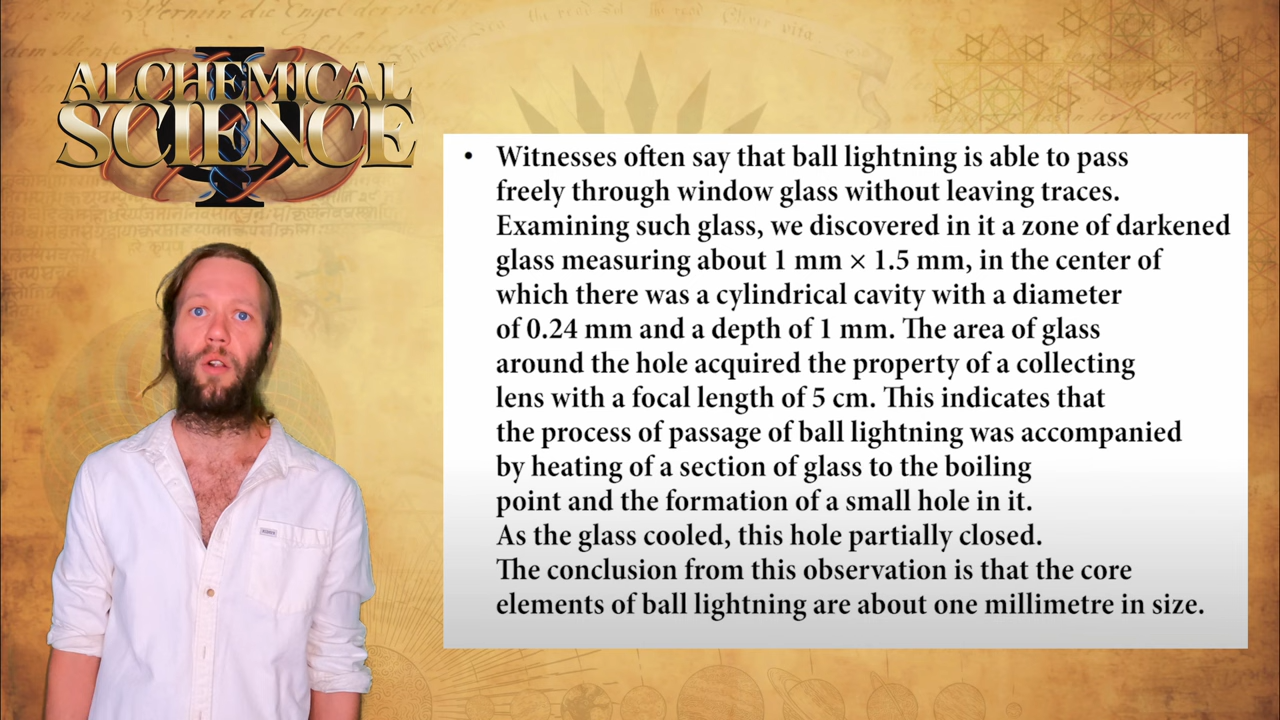 ALCHEMICAL
SCIENCE
• Witnesses often say that ball lightning is able to pass
freely through window glass without leaving traces.
Examining such glass, we discovered in it a zone of darkened
glass measuring about 1 mm × 1.5 mm, in the center of
which there was a cylindrical cavity with a diameter
of 0.24 mm and a depth of 1 mm. The area of glass
around the hole acquired the property of a collecting
lens with a focal length of 5 cm. This indicates that
the process of passage of ball lightning was accompanied
by heating of a section of glass to the boiling
point and the formation of a small hole in it.
As the glass cooled, this hole partially closed.
The conclusion from this observation is that the core
elements of ball lightning are about one millimetre in size.